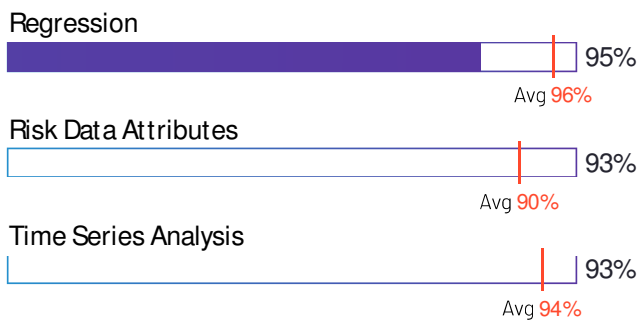 Regression
95%
Avg 96%
Risk Data Attributes
93%
Avg 90%
Time Series Analysis
93%
Avg 94%